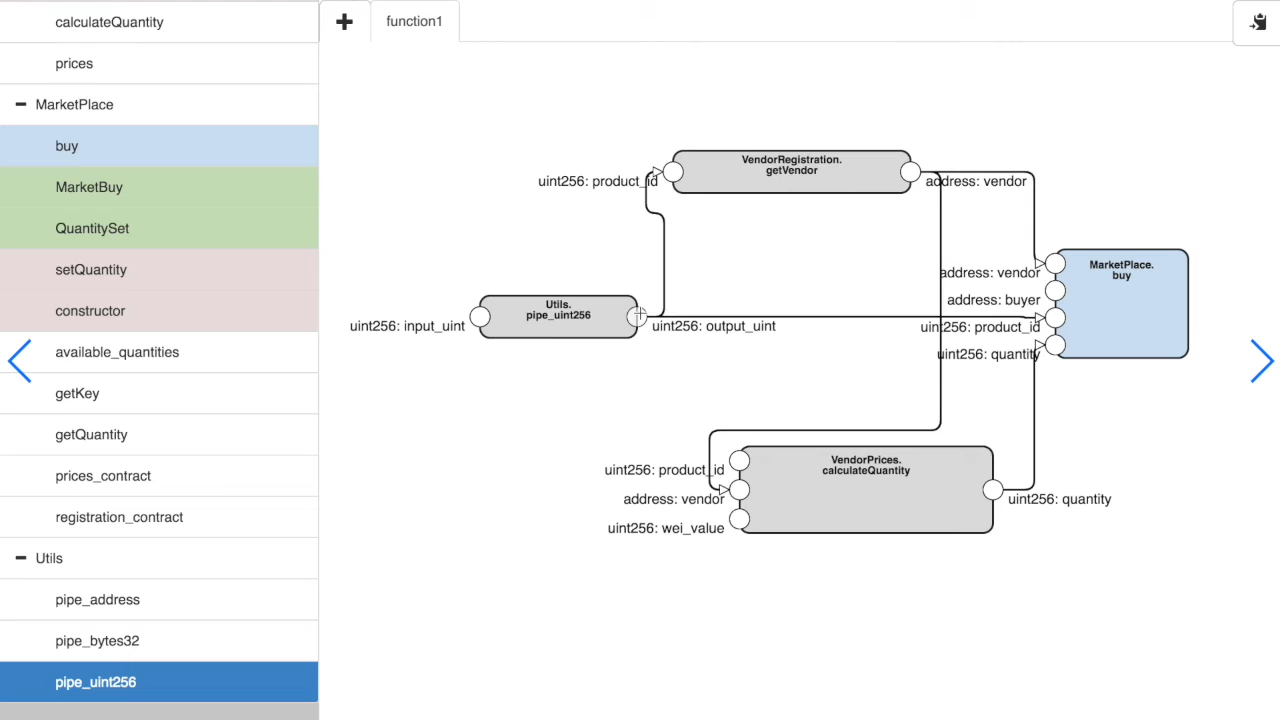 calculateQuantity
prices
MarketPlace
buy
MarketBuy
QuantitySet
setQuantity
constructor
available_quantities
getKey
getQuantity
prices_contract
registration_contract
Utils
pipe_address
pipe_bytes32
pipe_uint256
function1
VendorRegistration.
getVendor
uint256: product_id
address: vendor
Utils.
pipe_uint256
uint256: input_uint
uint256: output_uint
MarketPlace.
buy
address: vendor
address: buyer
uint256: product_id
uint256: quantity
VendorPrices.
calculateQuantity
uint256: product_id
address: vendor
uint256: wei_value
uint256: quantity